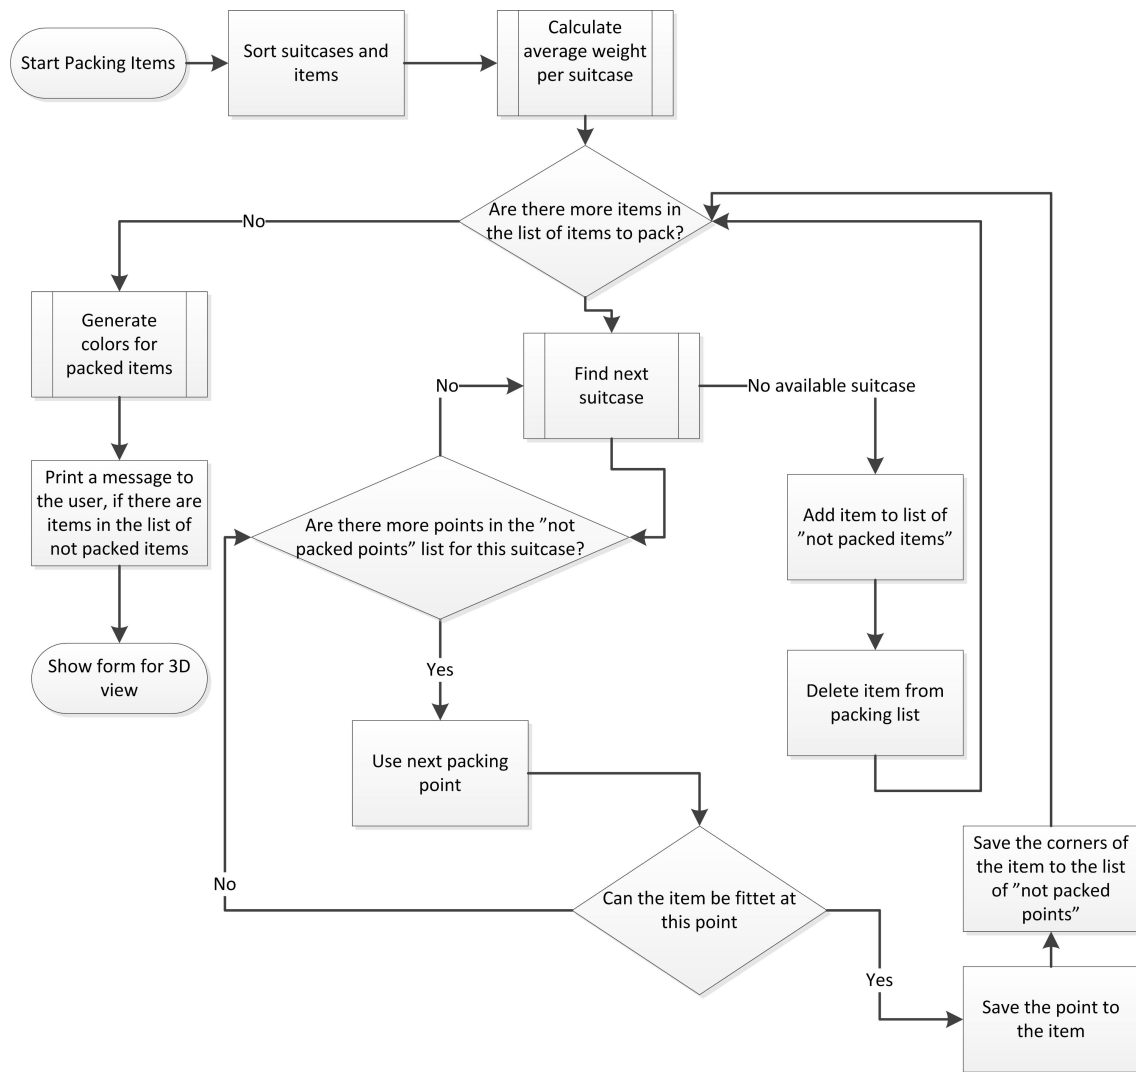 Start Packing Items
Sort suitcases and
items
Calculate
average weight
per suitcase
Are there more items in
the list of items to pack?
No
Generate
colors for
packed items
Find next
suitcase
No
No available suitcase
Print a message to
the user, if there are
items in the list of
not packed items
Are there more points in the ”not
packed points” list for this suitcase?
Add item to list of
”not packed items”
Show form for 3D
view
Yes
Delete item from
packing list
Use next packing
point
No
Can the item be fittet at
this point
Save the corners of
the item to the list
of ”not packed
points”
Yes
Save the point to
the item